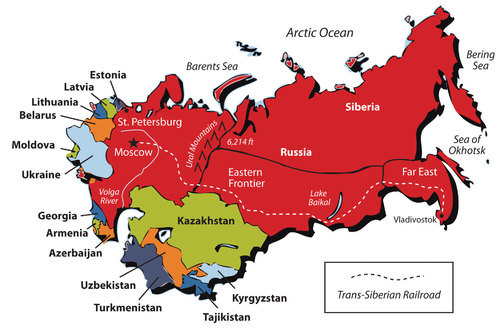 Arctic Ocean
Bering
Sea
Barents Sea
Estonia
Latvia
Lithuania
Belarus
St. Petersburg
Siberia
Ural Mountains
6,214 ft
Moldova
Moscow
Russia
Sea of
Okhotsk
Ukraine
Eastern
Frontier
Far East
Volga
River
Lake
Baikal
Georgia
Kazakhstan
Vladivostok
Armenia
Azerbaijan
Uzbekistan
Turkmenistan
Kyrgyzstan
Tajikistan
Trans-Siberian Railroad